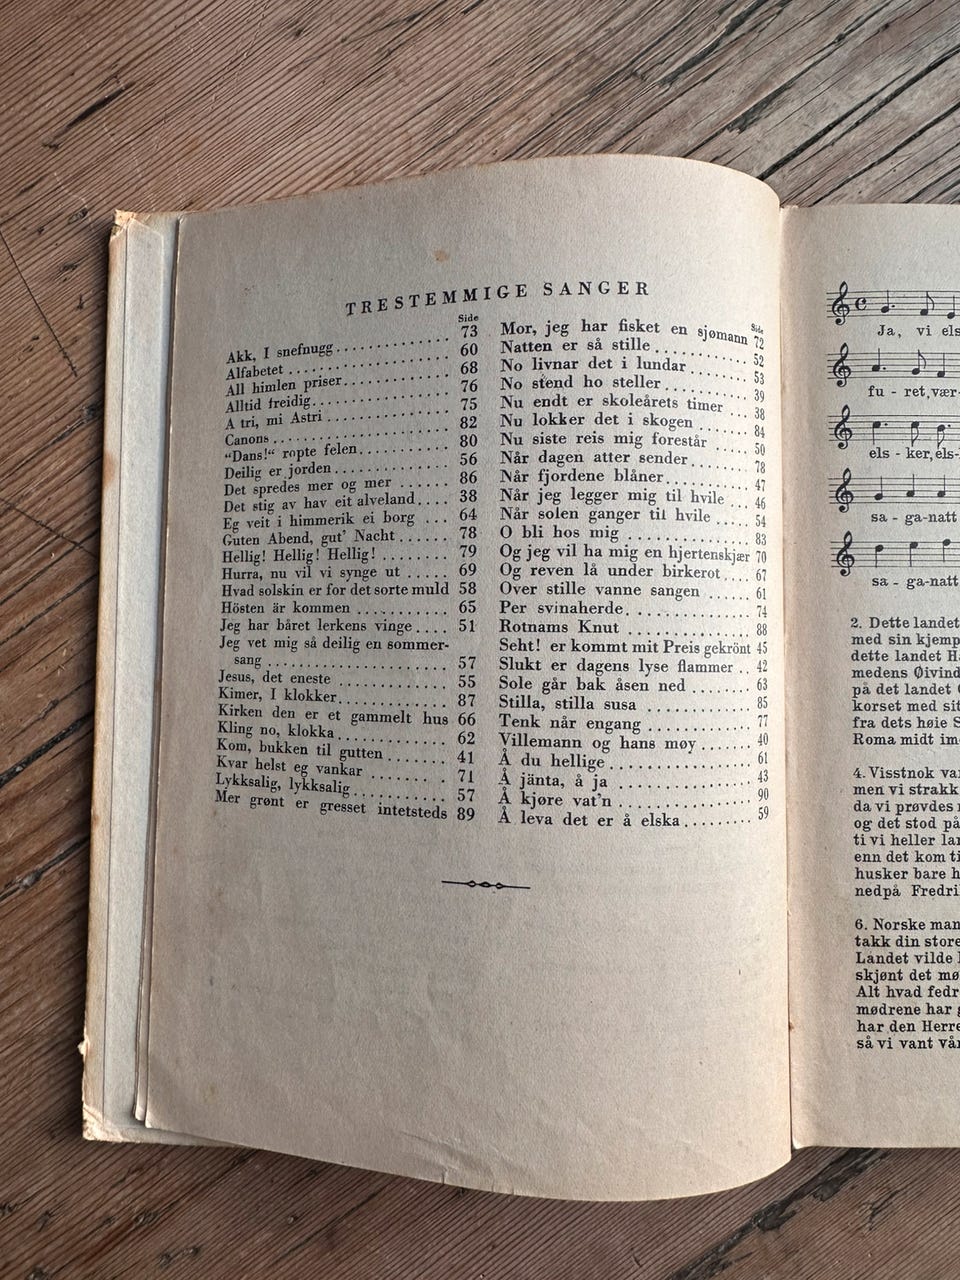 TRESTEMMIGE SANGER
Side
Akk, I snefnugg . . . . . . . . . . . . . . 73
Alfabetet . . . . . . . . . . . . . . . . . . 60
All himlen priser . . . . . . . . . . . . . 68
Alltid freidig . . . . . . . . . . . . . . . . 76
A tri, mi Astri . . . . . . . . . . . . . . . 75
Canons . . . . . . . . . . . . . . . . . . . . 82
“Dans!“ ropte felen . . . . . . . . . . . 80
Deilig er jorden . . . . . . . . . . . . . . 56
Det spredes mer og mer . . . . . . . 86
Det stig av hav eit alveland . . . . 38
Eg veit i himmerik ei borg . . . 64
Guten Abend, gut’ Nacht . . . . . . 78
Hellig! Hellig! Hellig! . . . . . . . . 79
Hurra, nu vil vi synge ut . . . . . 69
Hvad solskin er for det sorte muld 58
Hösten är kommen . . . . . . . . . . . 65
Jeg har båret lerkens vinge . . . . 51
Jeg vet mig så deilig en sommer-
sang . . . . . . . . . . . . . . . . . . . . 57
Jesus, det eneste . . . . . . . . . . . . 55
Kimer, I klokker . . . . . . . . . . . . . 87
Kirken den er et gammelt hus 66
Kling no, klokka . . . . . . . . . . . . . 62
Kom, bukken til gutten . . . . . . . . 41
Kvar helst eg vankar . . . . . . . . . 71
Lykksalig, lykksalig . . . . . . . . . . 57
Mer grønt er gresset intetsteds 89
Side
Mor, jeg har fisket en sjømann 72
Natten er så stille . . . . . . . . . . . . 52
No livnar det i lundar . . . . . . . . 53
No stend ho steller . . . . . . . . . . . 39
Nu endt er skoleårets timer . . . 38
Nu lokker det i skogen . . . . . . . 84
Nu siste reis mig forestår 50
Når dagen atter sender . . . . . . . . 78
Når fjordene blåner . . . . . . . . . . . 47
Når jeg legger mig til hvile . . . 46
Når solen ganger til hvile . . . . . 54
O bli hos mig . . . . . . . . . . . . . . . 83
Og jeg vil ha mig en hjertenskjær 70
Og reven lå under birkerot . . . . 67
Over stille vanne sangen . . . . . . 61
Per svinaherde . . . . . . . . . . . . . . 74
Rotnams Knut . . . . . . . . . . . . . . . 88
Seht! er kommt mit Preis gekrönt 45
Slukt er dagens lyse flammer . . 42
Sole går bak åsen ned . . . . . . . . 63
Stilla, stilla susa . . . . . . . . . . . . 85
Tenk når engang . . . . . . . . . . . . . 77
Villemann og hans møy . . . . . . . 40
Å du hellige . . . . . . . . . . . . . . . . 61
Å jänta, å ja . . . . . . . . . . . . . . . 43
Å kjøre vat’n . . . . . . . . . . . . . . . 90
Å leva det er å elska . . . . . . . . . 59
Ja, vi els
fu - ret, vær-
els - ker, els-
sa - ga-natt
sa - ga-natt
2. Dette landet
med sin kjemp
dette landet Ha
medens Øivind
på det landet
korset med sit
fra dets høie S
Roma midt im
4. Visstnok var
men vi strakk
da vi prøvdes
og det stod på
ti vi heller lan
enn det kom ti
husker bare h
nedpå Fredri
6. Norske man
takk din store
Landet vilde
skjønt det mø
Alt hvad fedr
mødrene har
har den Herre
så vi vant vår